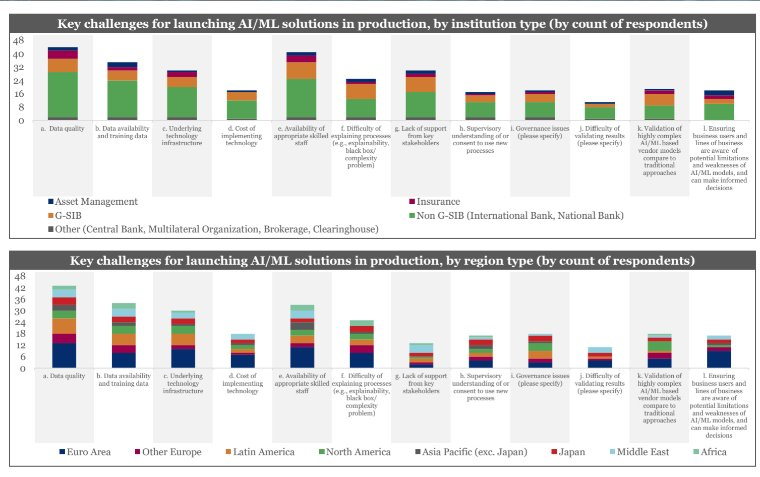 Key challenges for launching AI/ML solutions in production, by institution type (by count of respondents)
48
40
32
24
16
8
0
a. Data quality
b. Data availability
and training data
c. Underlying
technology
infrastructure
d. Cost of
implementing
technology
e. Availability of
appropriate skilled
staff
f. Difficulty of
explaining processes
(e.g., explainability,
black box/
complexity
problem)
g. Lack of support
from key
stakeholders
h. Supervisory
understanding of or
consent to use new
processes
i. Governance issues
(please specify)
j. Difficulty of
validating results
(please specify)
k. Validation of
highly complex
AI/ML based
vendor models
compare to
traditional
approaches
l. Ensuring
business users and
lines of business
are aware of
potential limitations
and weaknesses of
AI/ML models, and
can make informed
decisions
Asset Management
Insurance
G-SIB
Non G-SIB (International Bank, National Bank)
Other (Central Bank, Multilateral Organization, Brokerage, Clearinghouse)
Key challenges for launching AI/ML solutions in production, by region type (by count of respondents)
48
42
36
30
24
18
12
6
0
a. Data quality
b. Data availability
and training data
c. Underlying
technology
infrastructure
d. Cost of
implementing
technology
e. Availability of
appropriate skilled
staff
f. Difficulty of
explaining processes
(e.g., explainability,
black box/
complexity
problem)
g. Lack of support
from key
stakeholders
h. Supervisory
understanding of or
consent to use new
processes
i. Governance issues
(please specify)
j. Difficulty of
validating results
(please specify)
k. Validation of
highly complex
AI/ML based
vendor models
compare to
traditional
approaches
l. Ensuring
business users and
lines of business
are aware of
potential limitations
and weaknesses of
AI/ML models, and
can make informed
decisions
Euro Area
Other Europe
Latin America
North America
Asia Pacific (exc. Japan)
Japan
Middle East
Africa